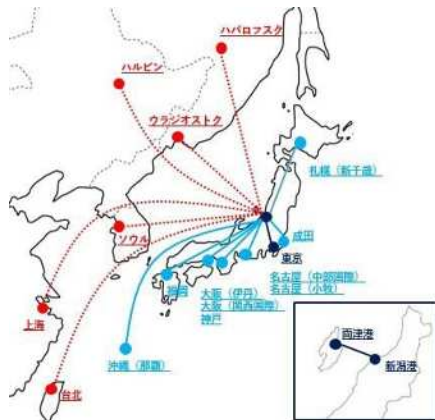 ハバロフスク
ハルビン
ウラジオストク
札幌（新千歳）
ソウル
成田
東京
福岡
名古屋（中部国際）
名古屋（小牧）
大阪（伊丹）
大阪（関西国際）
神戸
上海
沖縄（那覇）
台北
両津港
新潟港